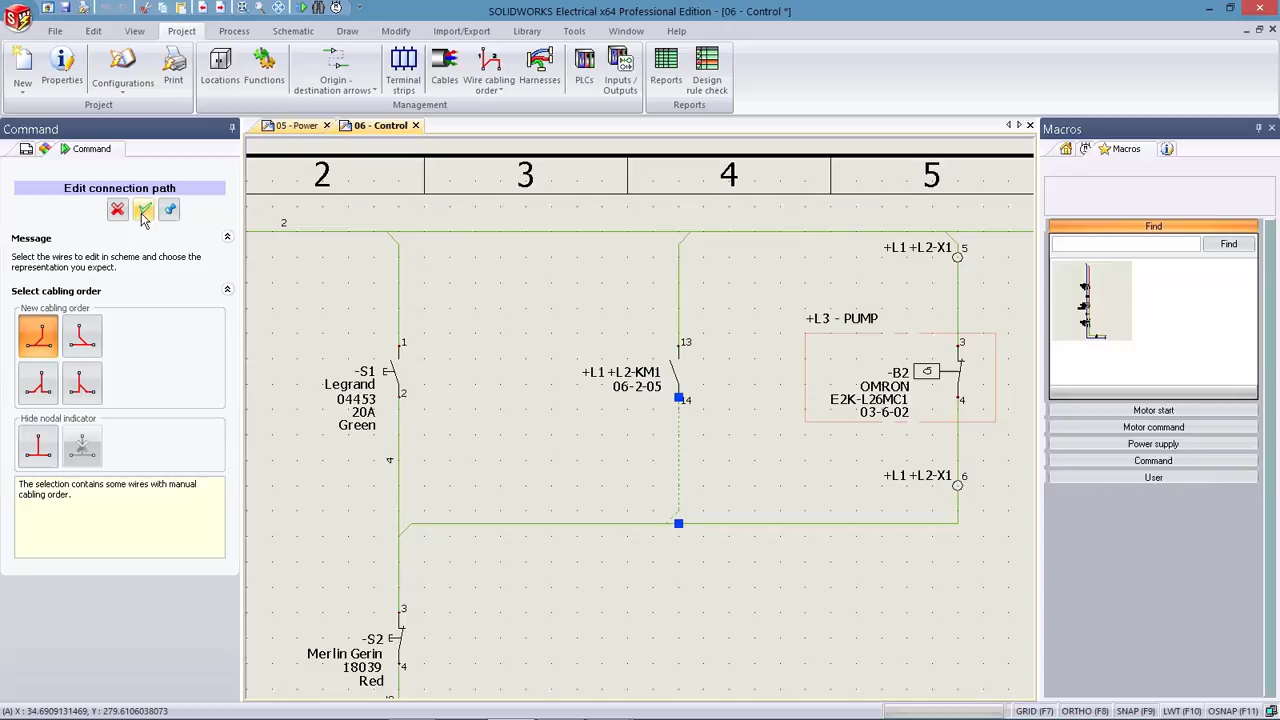 SOLIDWORKS Electrical x64 Professional Edition - [06 - Control *]
File
Edit
View
Project
Process
Schematic
Draw
Modify
Import/Export
Library
Tools
Window
Help
New
Properties
Configurations
Print
Locations
Functions
Origin -
destination arrows
Terminal
strips
Cables
Wire cabling
order
Harnesses
PLCs
Inputs /
Outputs
Reports
Design
rule check
Project
Management
Reports
Command
05 - Power
06 - Control
Macros
Command
Macros
Edit connection path
Message
Select the wires to edit in scheme and choose the
representation you expect.
Select cabling order
New cabling order
Hide nodal indicator
The selection contains some wires with manual
cabling order.
2
3
4
5
2
+L1 +L2-X1
5
+L3 - PUMP
1
-S1
Legrand
04453
20A
Green
2
4
13
+L1 +L2-KM1
06-2-05
14
3
-B2
OMRON
E2K-L26MC1
03-6-02
4
+L1 +L2-X1
6
3
-S2
Merlin Gerin
18039
Red
4
Find
Find
Motor start
Motor command
Power supply
Command
User
(A) X : 34.6909131469, Y : 279.6106038073
GRID (F7)
ORTHO (F8)
SNAP (F9)
LWT (F10)
OSNAP (F11)